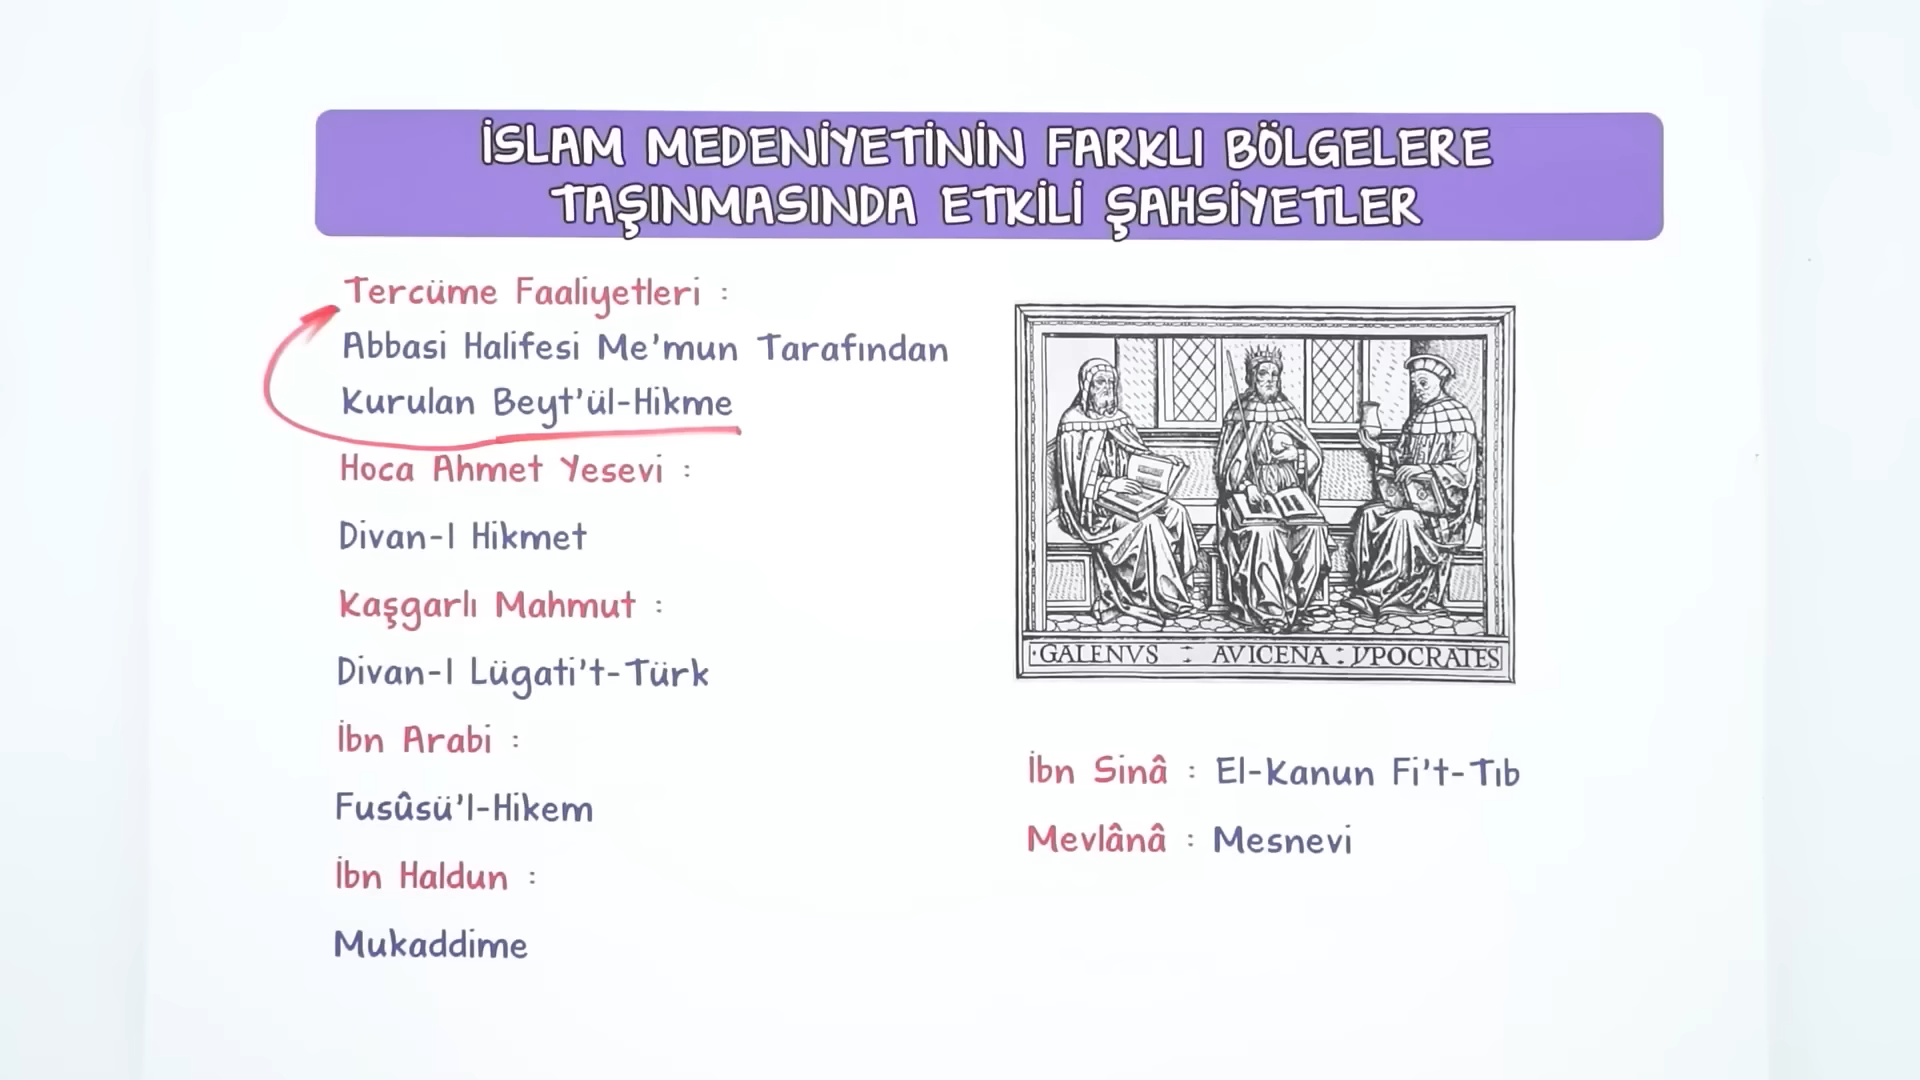 İSLAM MEDENİYETİNİN FARKLI BÖLGELERE
TAŞINMASINDA ETKİLİ ŞAHSİYETLER
Tercüme Faaliyetleri :
Abbasi Halifesi Me'mun Tarafından
Kurulan Beyt'ül-Hikme
Hoca Ahmet Yesevi :
Divan-I Hikmet
Kaşgarlı Mahmut :
Divan-I Lügati't-Türk
İbn Arabi :
Fusûsü'l-Hikem
İbn Haldun :
Mukaddime
·GALENVS : AVICENA : YPOCRATES
İbn Sinâ : El-Kanun Fi't-Tıb
Mevlânâ : Mesnevi